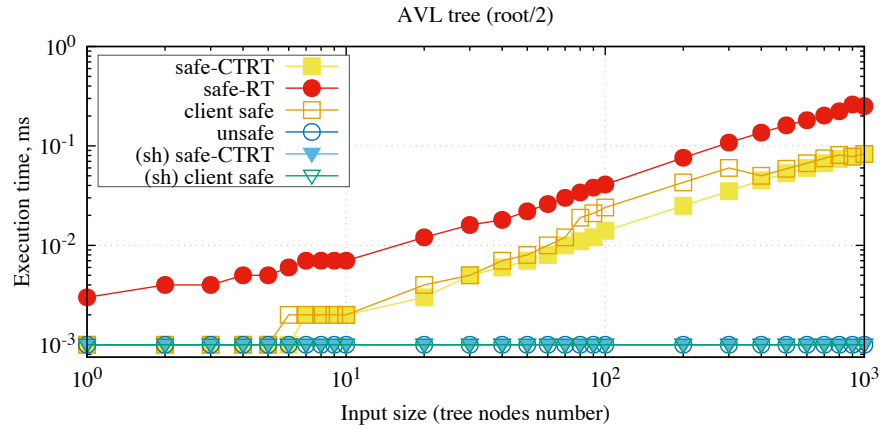 AVL tree (root/2)
Execution time, ms
10^0
10^-1
10^-2
10^-3
safe-CTRT
safe-RT
client safe
unsafe
(sh) safe-CTRT
(sh) client safe
10^0 10^1 10^2 10^3
Input size (tree nodes number)